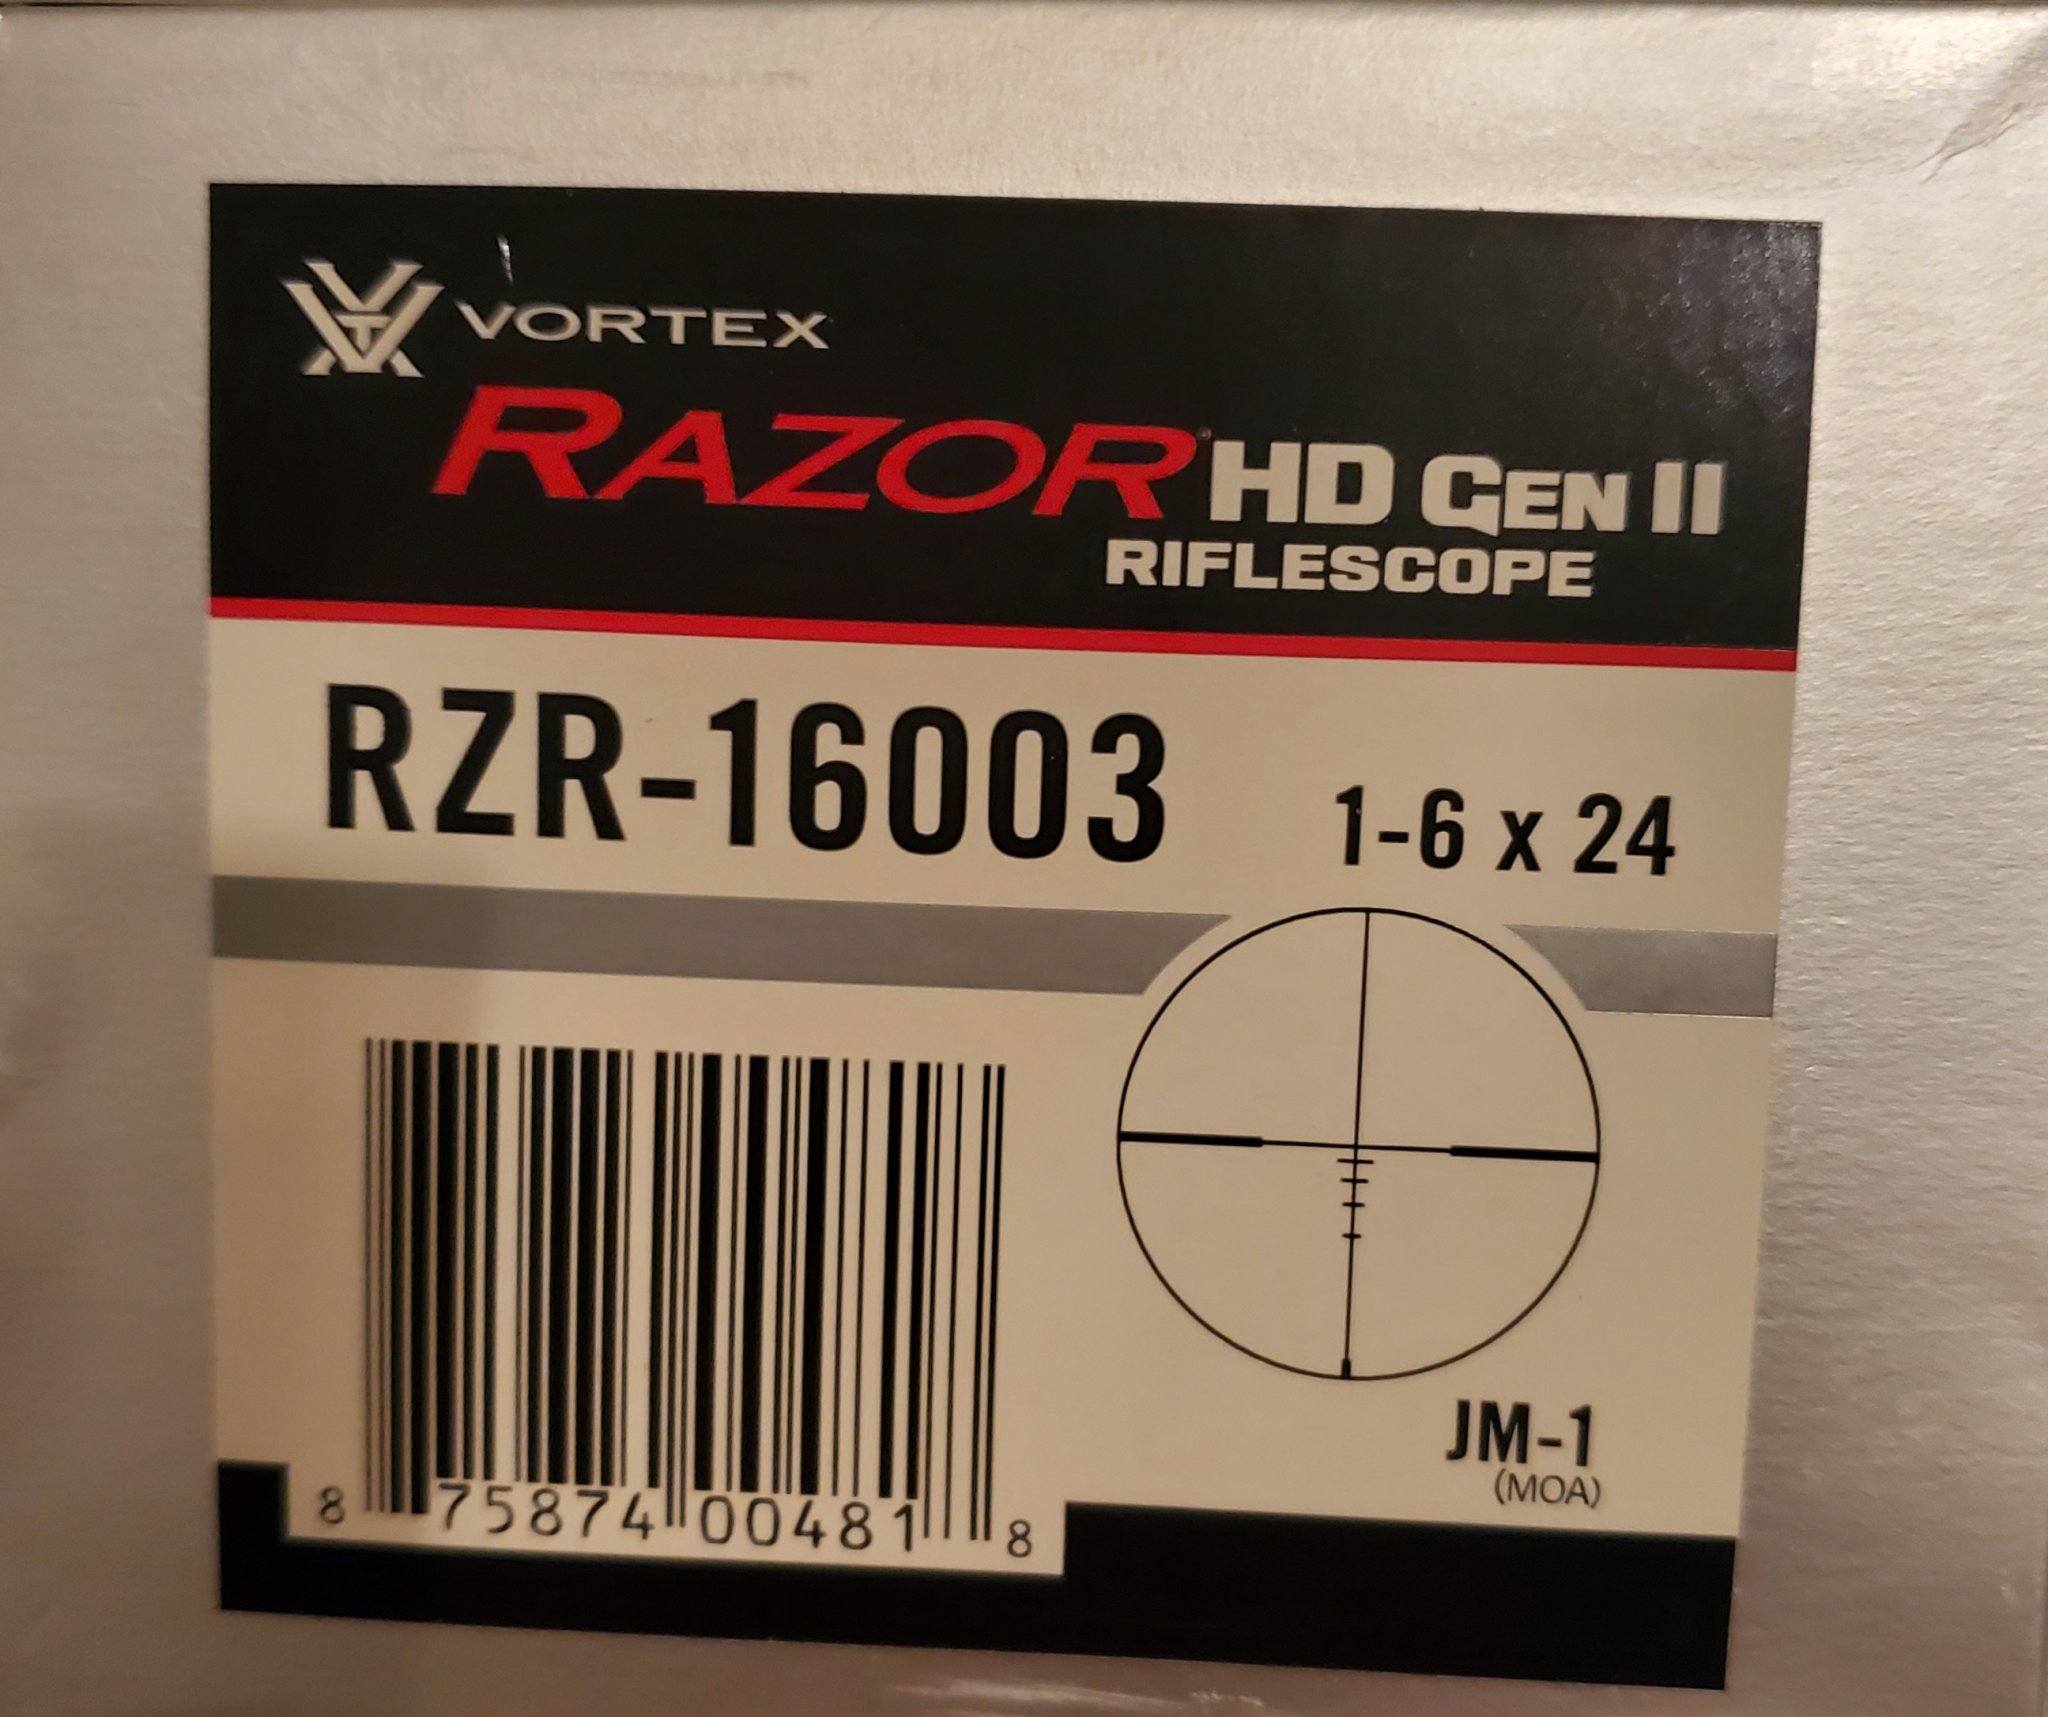 VORTEX
RAZOR® HD GEN II
RIFLESCOPE
RZR-16003
1-6 x 24
8 75874 00481 8
JM-1
(MOA)